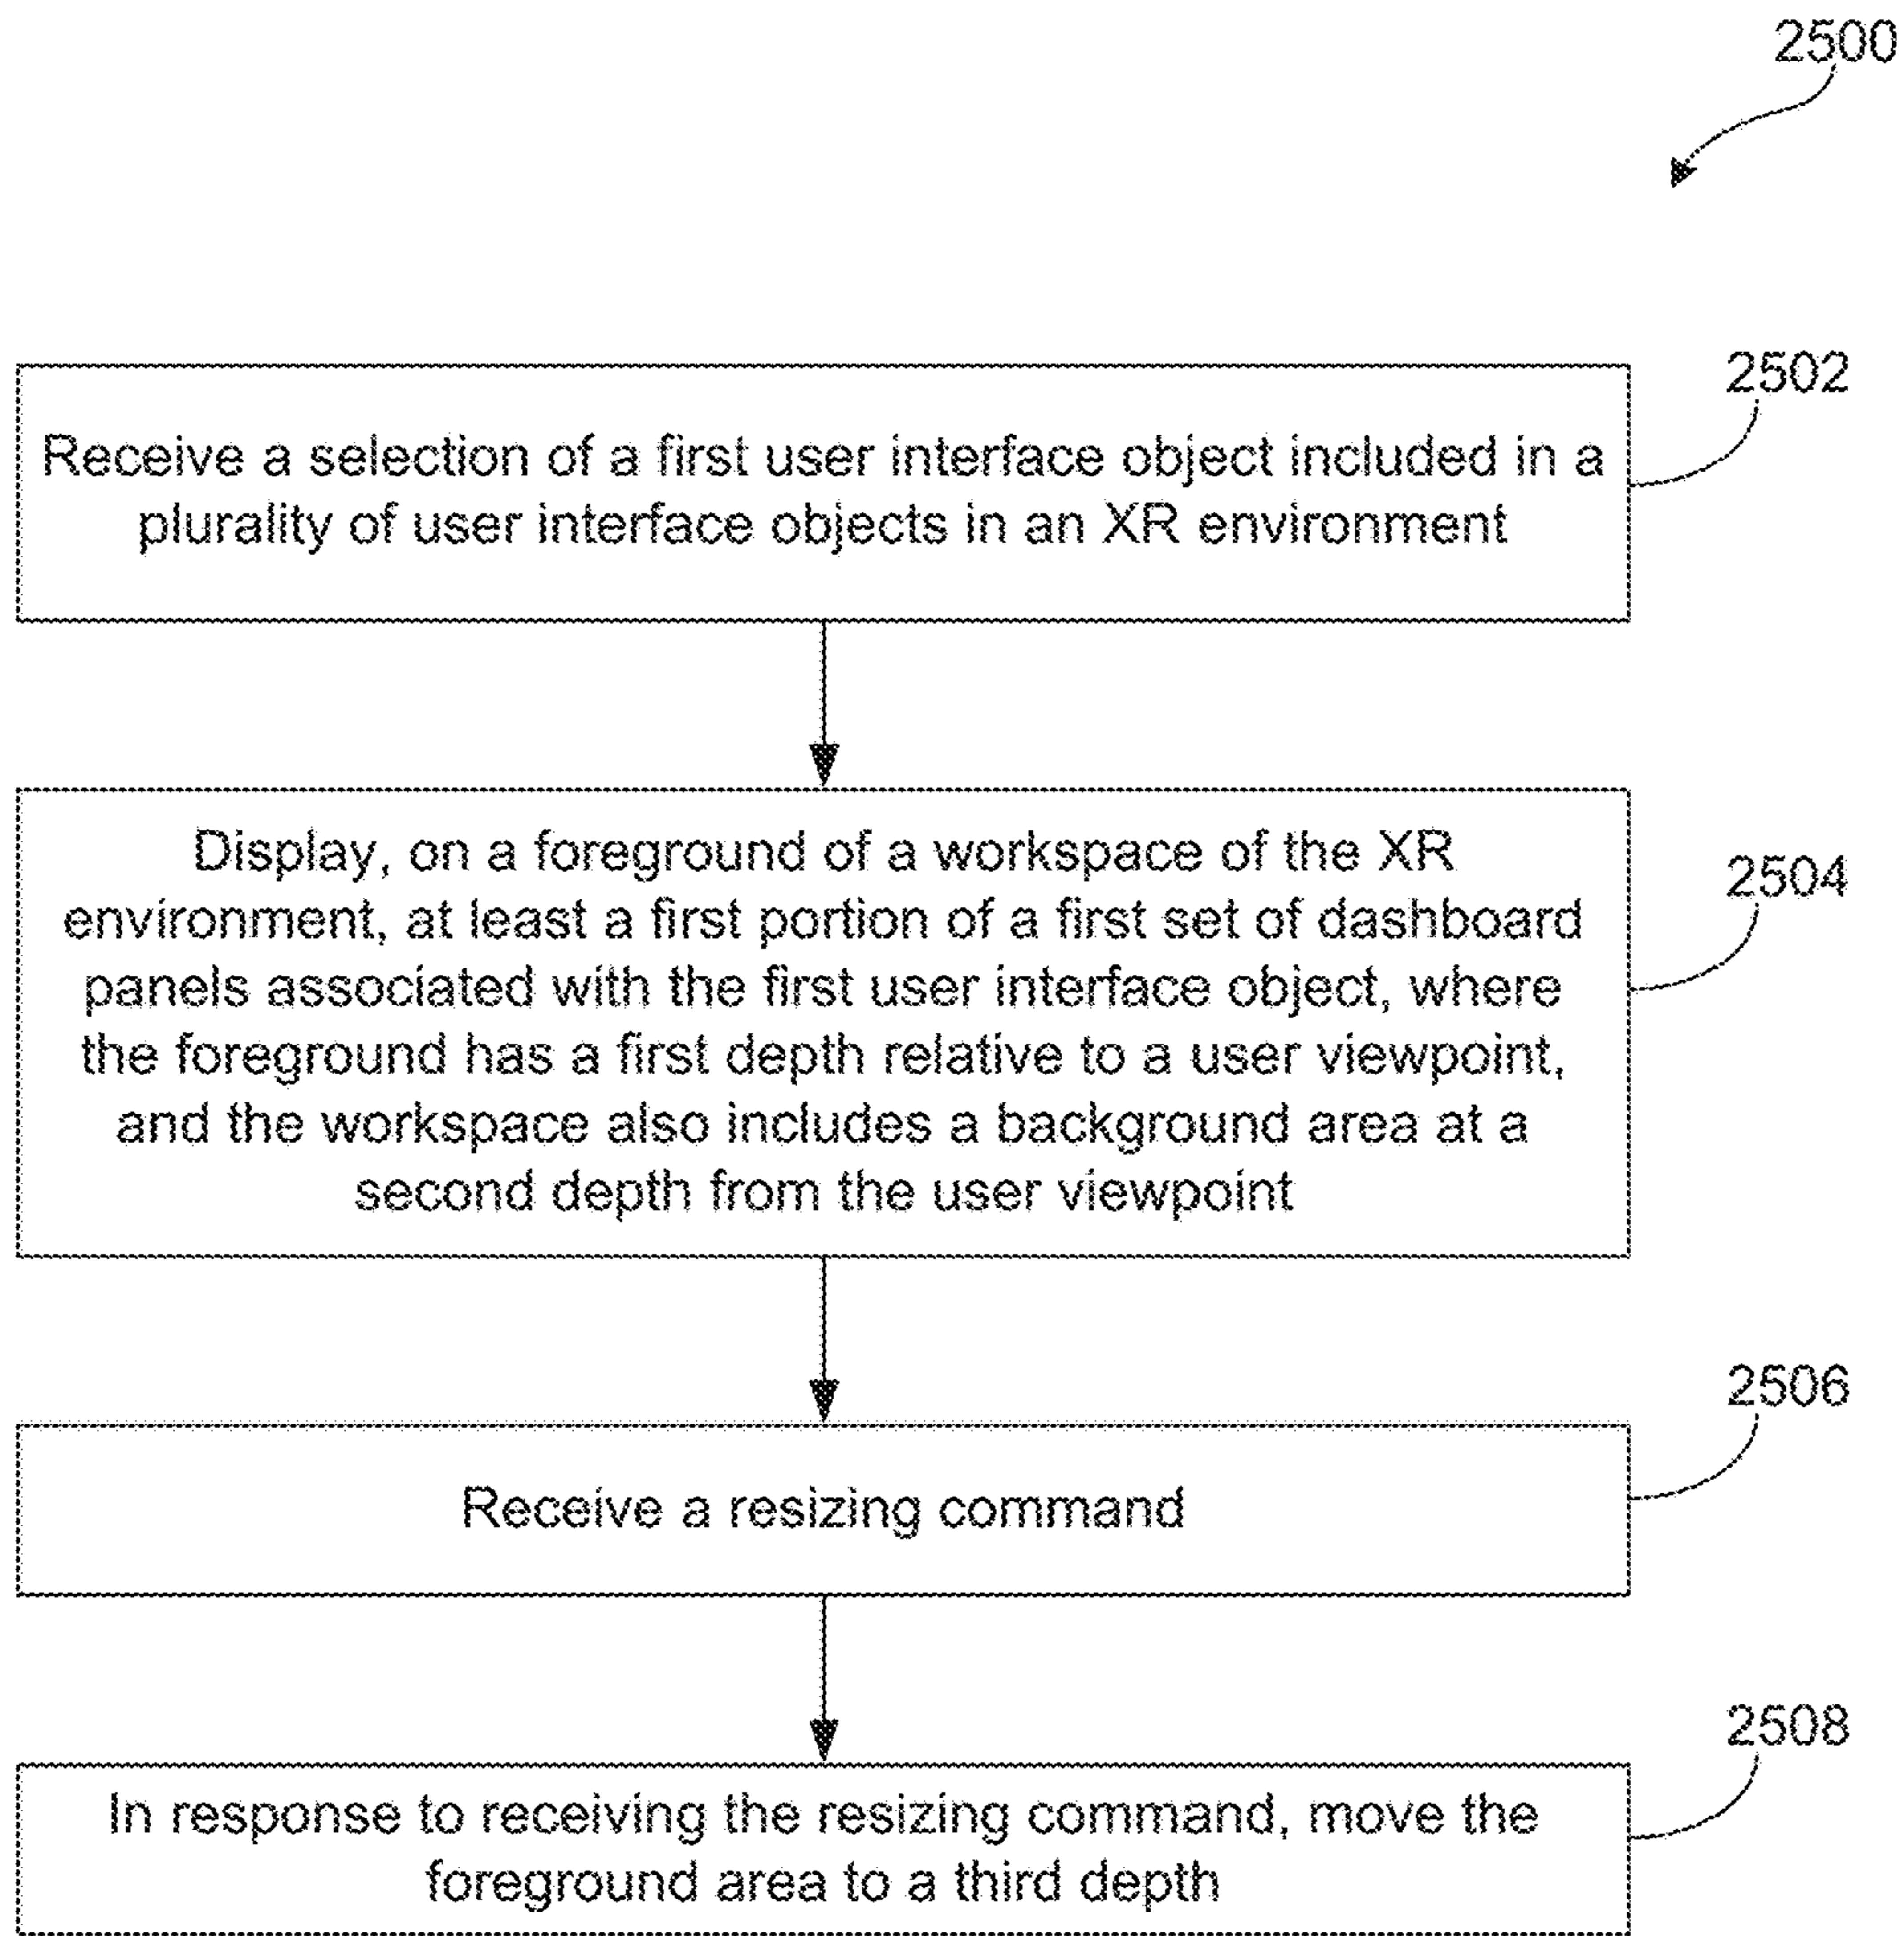 2500
2502
Receive a selection of a first user interface object included in a
plurality of user interface objects in an XR environment
2504
Display, on a foreground of a workspace of the XR
environment, at least a first portion of a first set of dashboard
panels associated with the first user interface object, where
the foreground has a first depth relative to a user viewpoint,
and the workspace also includes a background area at a
second depth from the user viewpoint
2506
Receive a resizing command
2508
In response to receiving the resizing command, move the
foreground area to a third depth